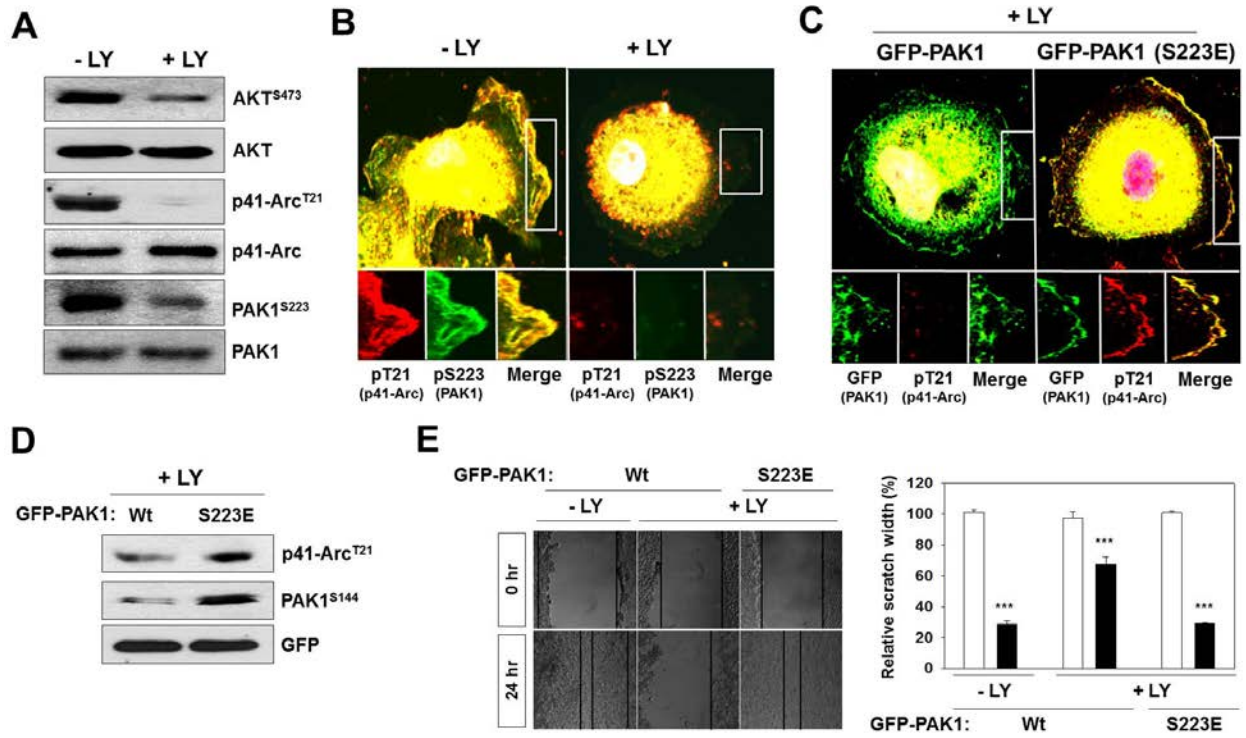 A
- LY + LY
AKTS473
AKT
p41-ArcT21
p41-Arc
PAK1S223
PAK1
B
- LY + LY
pT21 pS223 Merge pT21 pS223 Merge
(p41-Arc) (PAK1) (p41-Arc) (PAK1)
C
+ LY
GFP-PAK1 GFP-PAK1 (S223E)
GFP pT21 Merge GFP pT21 Merge
(PAK1) (p41-Arc) (PAK1) (p41-Arc)
D
+ LY
GFP-PAK1: Wt S223E
p41-ArcT21
PAK1S144
GFP
E
GFP-PAK1: Wt S223E
- LY + LY
0 hr
24 hr
Relative scratch width (%)
120
100
80
60
40
20
0
*** *** ***
- LY + LY
GFP-PAK1: Wt S223E